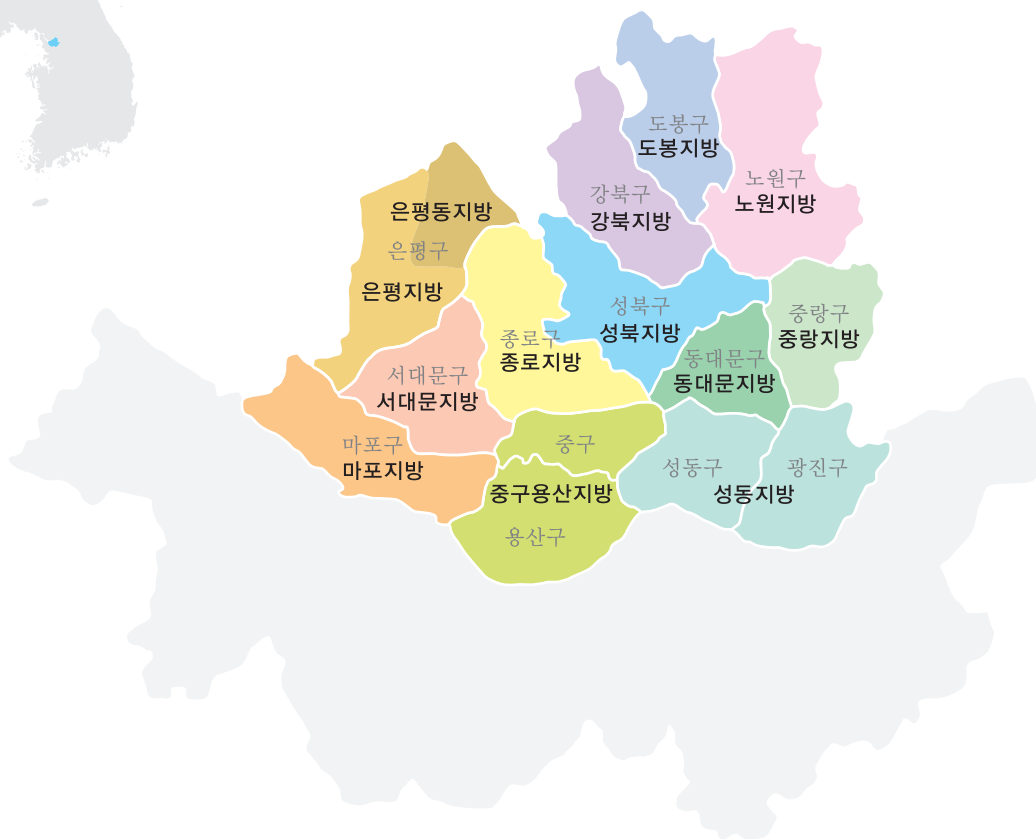 도봉구
도봉지방
노원구
노원지방
강북구
강북지방
은평동지방
은평구
은평지방
성북구
성북지방
중랑구
중랑지방
종로구
종로지방
동대문구
동대문지방
서대문구
서대문지방
마포구
마포지방
중구
중구용산지방
용산구
성동구
광진구
성동지방